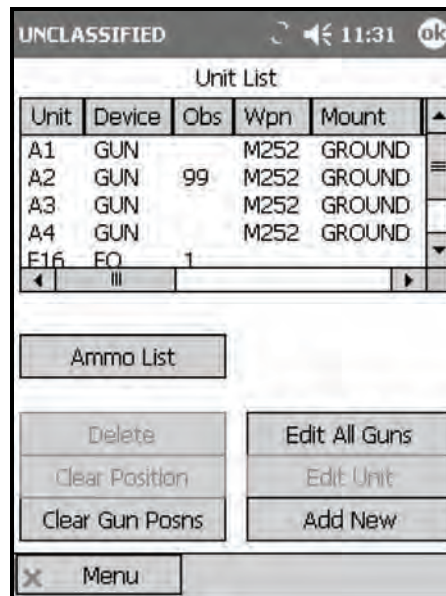 UNCLASSIFIED 11:31 ok
Unit List
Unit Device Obs Wpn Mount
A1 GUN M252 GROUND
A2 GUN 99 M252 GROUND
A3 GUN M252 GROUND
A4 GUN M252 GROUND
F16 FO 1
Ammo List
Delete Edit All Guns
Clear Position Edit Unit
Clear Gun Posns Add New
Menu